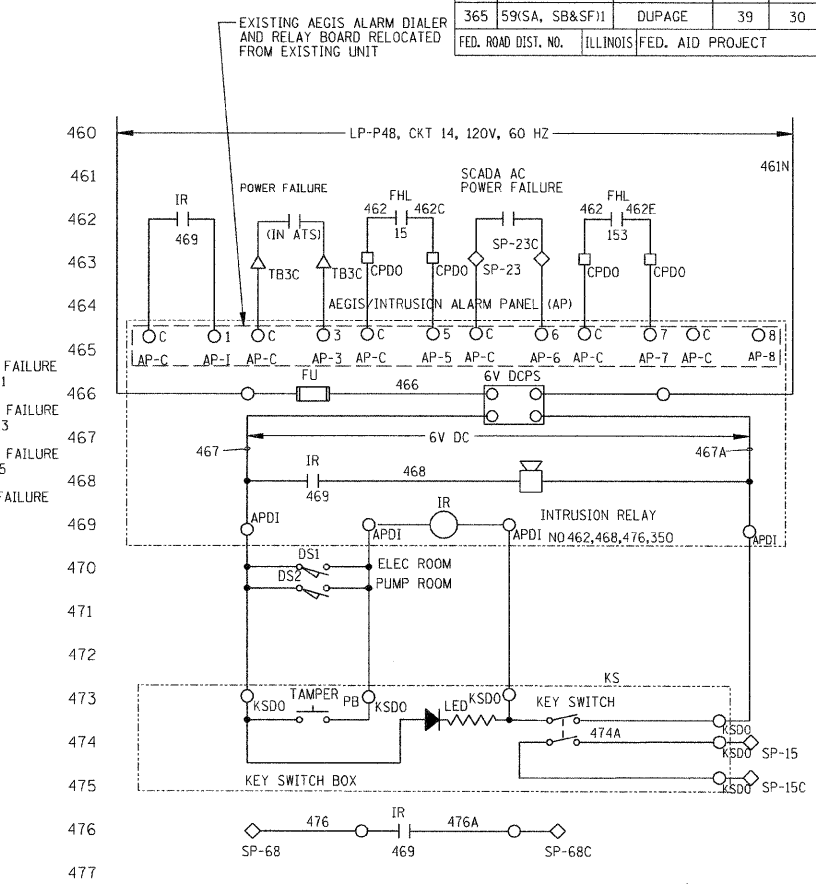 365 59(SA, SB&SF)1 DUPAGE 39 30
FED. ROAD DIST. NO. ILLINOIS FED. AID PROJECT
EXISTING AEGIS ALARM DIALER
AND RELAY BOARD RELOCATED
FROM EXISTING UNIT
460 LP-P48, CKT 14, 120V, 60 HZ
461 461N
SCADA AC
POWER FAILURE
IR POWER FAILURE FHL FHL
462 462 462C 462 462E
469 (IN ATS) 15 SP-23C 153
463 TB3C TB3C CPDO CPDO SP-23 CPDO CPDO
464 AEGIS/INTRUSION ALARM PANEL (AP)
C 1 C 3 C 5 C 6 C 7 C 8
465 AP-C AP-I AP-C AP-3 AP-C AP-5 AP-C AP-6 AP-C AP-7 AP-C AP-8
FAILURE
1
FU 6V DCPS
466 466
FAILURE
3
467 6V DC
467 467A
FAILURE
5
468 IR 468
469
FAILURE
IR
469 APDI APDI APDI INTRUSION RELAY APDI
NO 462,468,476,350
DS1
470 ELEC ROOM
DS2 PUMP ROOM
471
472
KS
473 KSDO TAMPER PB KSDO LED KSDO KEY SWITCH
KSDO
474 474A KSDO SP-15
475 KEY SWITCH BOX KSDO SP-15C
IR
476 476 476A
SP-68 469 SP-68C
477